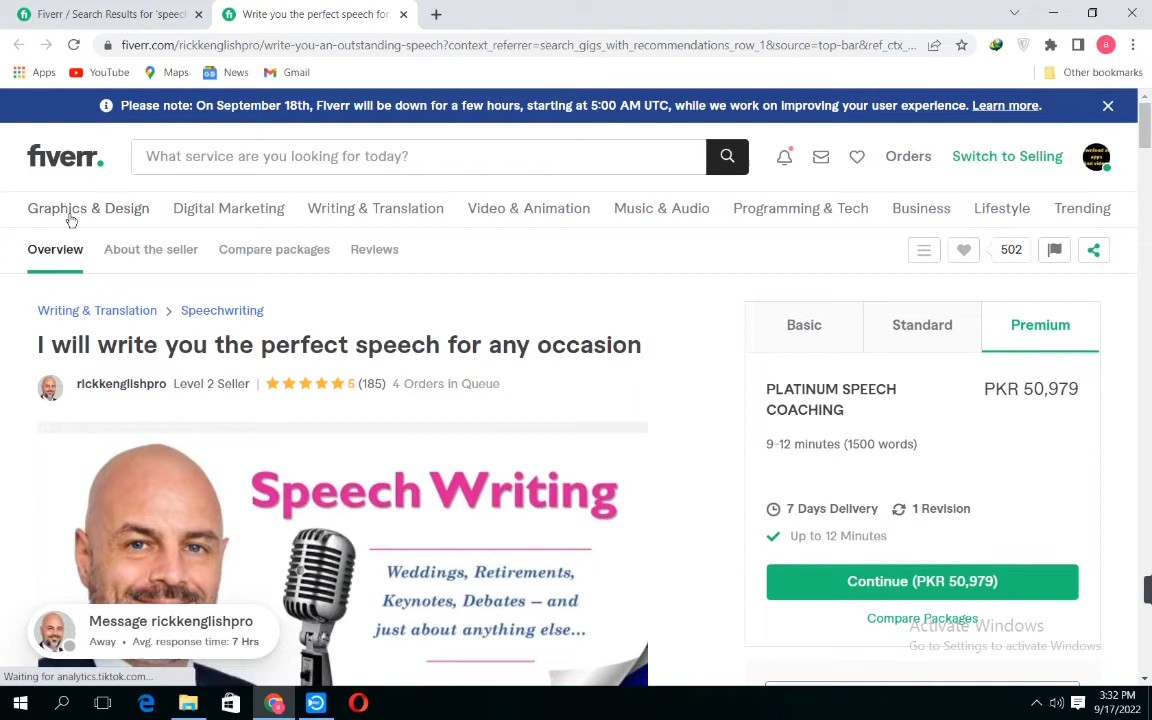 Fiverr / Search Results for 'speech
Write you the perfect speech for
fiverr.com/rickkenglishpro/write-you-an-outstanding-speech?context_referrer=search_gigs_with_recommendations_row_1&source=top-bar&ref_ctx_...
a
Apps
YouTube
Maps
News
Gmail
Other bookmarks
Please note: On September 18th, Fiverr will be down for a few hours, starting at 5:00 AM UTC, while we work on improving your user experience. Learn more.
fiverr.
What service are you looking for today?
Orders
Switch to Selling
Graphics & Design
Digital Marketing
Writing & Translation
Video & Animation
Music & Audio
Programming & Tech
Business
Lifestyle
Trending
Overview
About the seller
Compare packages
Reviews
502
Writing & Translation > Speechwriting
I will write you the perfect speech for any occasion
rickkenglishpro Level 2 Seller | 5 (185) 4 Orders in Queue
Speech Writing
Weddings, Retirements,
Keynotes, Debates – and
just about anything else...
Basic
Standard
Premium
PLATINUM SPEECH
COACHING
PKR 50,979
9-12 minutes (1500 words)
7 Days Delivery
1 Revision
Up to 12 Minutes
Continue (PKR 50,979)
Compare Packages
Activate Windows
Go to Settings to activate Windows.
Message rickkenglishpro
Away • Avg. response time: 7 Hrs
Waiting for analytics.tiktok.com...
3:32 PM
9/17/2022